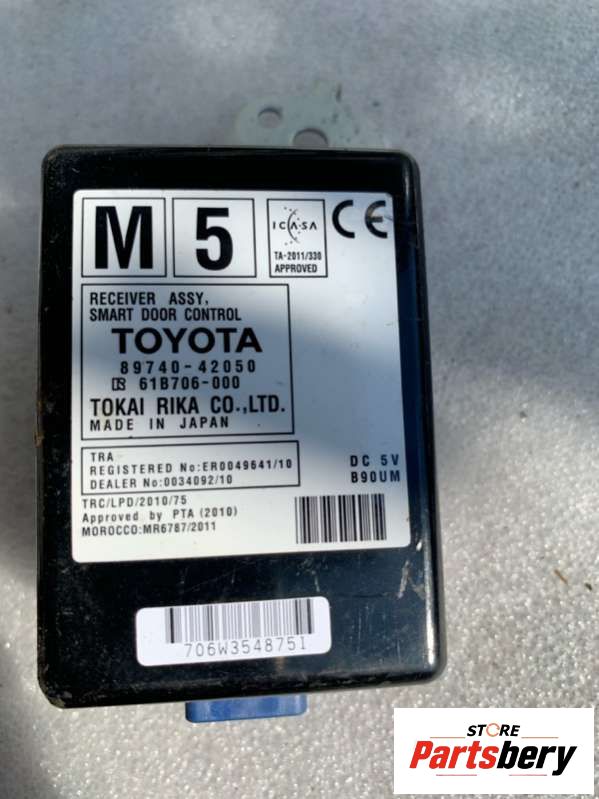 M 5
ICASA
TA-2011/330
APPROVED
CE
RECEIVER ASSY,
SMART DOOR CONTROL
TOYOTA
89740-42050
61B706-000
TOKAI RIKA CO.,LTD.
MADE IN JAPAN
TRA
REGISTERED No:ER0049641/10
DEALER No:0034092/10
DC 5V
B90UM
TRC/LPD/2010/75
Approved by PTA (2010)
MOROCCO:MR6787/2011
706W354875I
STORE
Partsbery